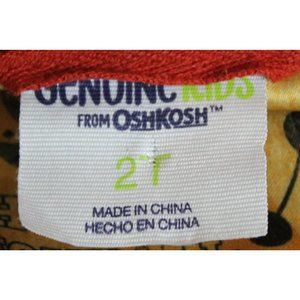 GENUINE KIDS
FROM OSHKOSH™
2T
MADE IN CHINA
HECHO EN CHINA